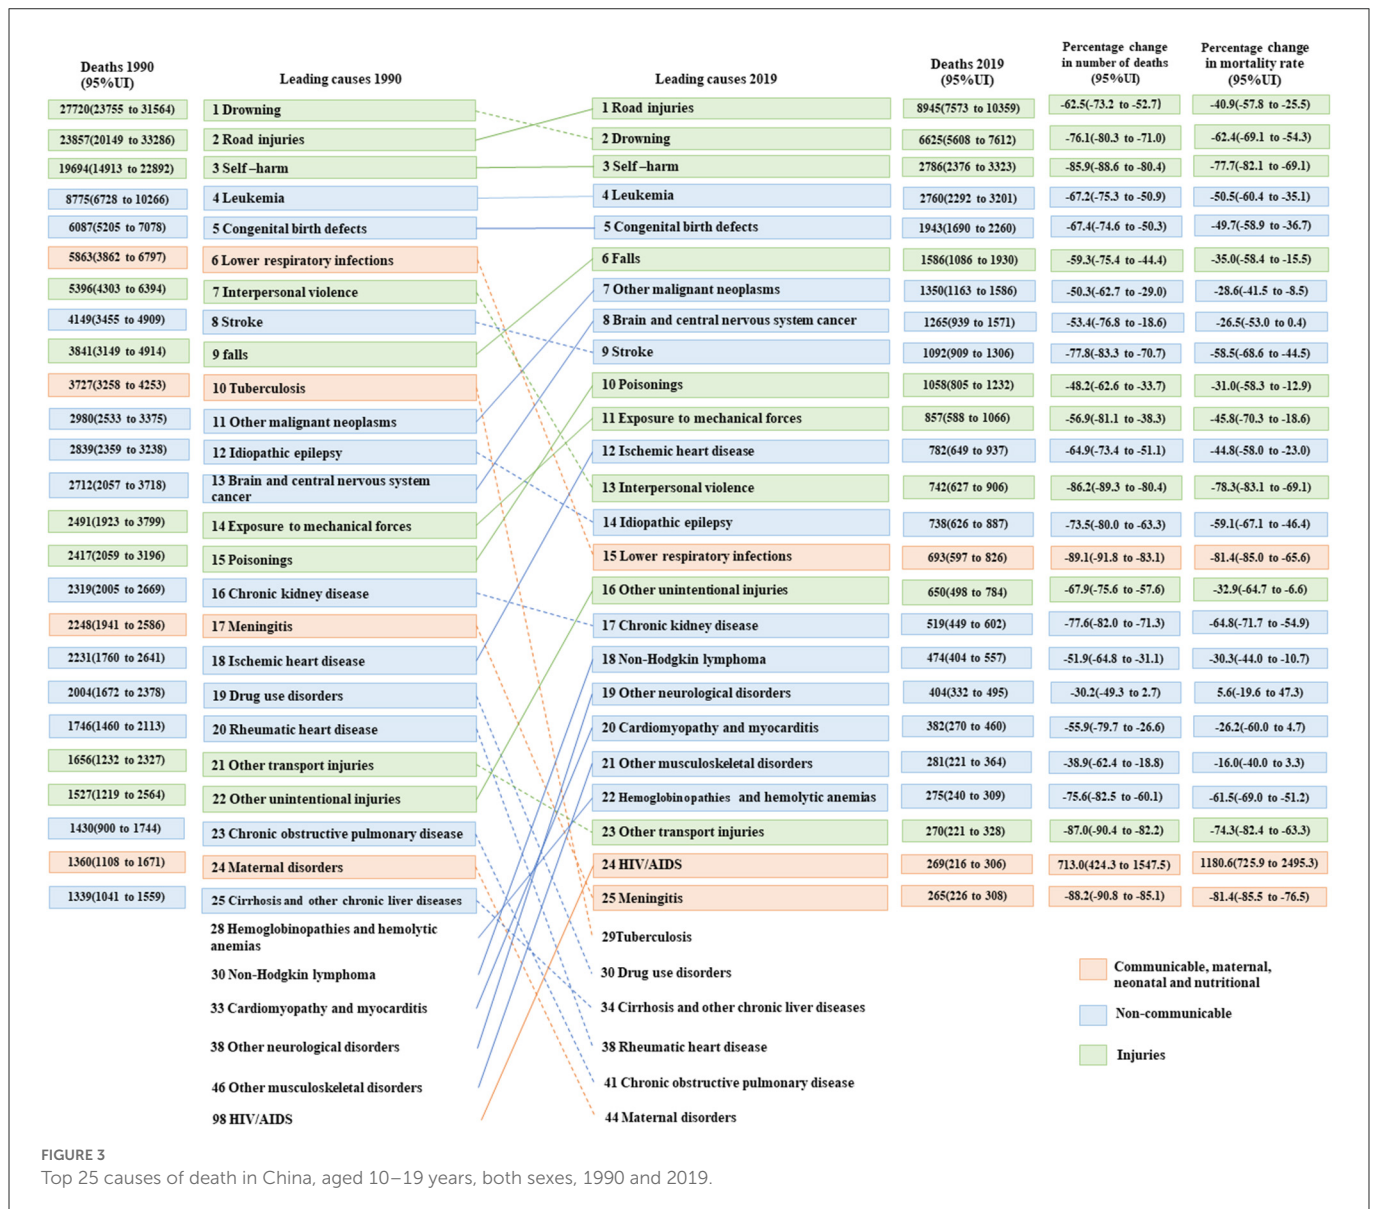 Deaths 1990
(95%UI)
Leading causes 1990
Leading causes 2019
Deaths 2019
(95%UI)
Percentage change
in number of deaths
(95%UI)
Percentage change
in mortality rate
(95%UI)
27720(23755 to 31564)
1 Drowning
1 Road injuries
8945(7573 to 10359)
-62.5(-73.2 to -52.7)
-40.9(-57.8 to -25.5)
23857(20149 to 33286)
2 Road injuries
2 Drowning
6625(5608 to 7612)
-76.1(-80.3 to -71.0)
-62.4(-69.1 to -54.3)
19694(14913 to 22892)
3 Self–harm
3 Self–harm
2786(2376 to 3323)
-85.9(-88.6 to -80.4)
-77.7(-82.1 to -69.1)
8775(6728 to 10266)
4 Leukemia
4 Leukemia
2760(2292 to 3201)
-67.2(-75.3 to -50.9)
-50.5(-60.4 to -35.1)
6087(5205 to 7078)
5 Congenital birth defects
5 Congenital birth defects
1943(1690 to 2260)
-67.4(-74.6 to -50.3)
-49.7(-58.9 to -36.7)
5863(3862 to 6797)
6 Lower respiratory infections
6 Falls
1586(1086 to 1930)
-59.3(-75.4 to -44.4)
-35.0(-58.4 to -15.5)
5396(4303 to 6394)
7 Interpersonal violence
7 Other malignant neoplasms
1350(1163 to 1586)
-50.3(-62.7 to -29.0)
-28.6(-41.5 to -8.5)
4149(3455 to 4909)
8 Stroke
8 Brain and central nervous system cancer
1265(939 to 1571)
-53.4(-76.8 to -18.6)
-26.5(-53.0 to 0.4)
3841(3149 to 4914)
9 falls
9 Stroke
1092(909 to 1306)
-77.8(-83.3 to -70.7)
-58.5(-68.6 to -44.5)
3727(3258 to 4253)
10 Tuberculosis
10 Poisonings
1058(805 to 1232)
-48.2(-62.6 to -33.7)
-31.0(-58.3 to -12.9)
2980(2533 to 3375)
11 Other malignant neoplasms
11 Exposure to mechanical forces
857(588 to 1066)
-56.9(-81.1 to -38.3)
-45.8(-70.3 to -18.6)
2839(2359 to 3238)
12 Idiopathic epilepsy
12 Ischemic heart disease
782(649 to 937)
-64.9(-73.4 to -51.1)
-44.8(-58.0 to -23.0)
2712(2057 to 3718)
13 Brain and central nervous system
cancer
13 Interpersonal violence
742(627 to 906)
-86.2(-89.3 to -80.4)
-78.3(-83.1 to -69.1)
2491(1923 to 3799)
14 Exposure to mechanical forces
14 Idiopathic epilepsy
738(626 to 887)
-73.5(-80.0 to -63.3)
-59.1(-67.1 to -46.4)
2417(2059 to 3196)
15 Poisonings
15 Lower respiratory infections
693(597 to 826)
-89.1(-91.8 to -83.1)
-81.4(-85.0 to -65.6)
2319(2005 to 2669)
16 Chronic kidney disease
16 Other unintentional injuries
650(498 to 784)
-67.9(-75.6 to -57.6)
-32.9(-64.7 to -6.6)
2248(1941 to 2586)
17 Meningitis
17 Chronic kidney disease
519(449 to 602)
-77.6(-82.0 to -71.3)
-64.8(-71.7 to -54.9)
2231(1760 to 2641)
18 Ischemic heart disease
18 Non-Hodgkin lymphoma
474(404 to 557)
-51.9(-64.8 to -31.1)
-30.3(-44.0 to -10.7)
2004(1672 to 2378)
19 Drug use disorders
19 Other neurological disorders
404(332 to 495)
-30.2(-49.3 to 2.7)
5.6(-19.6 to 47.3)
1746(1460 to 2113)
20 Rheumatic heart disease
20 Cardiomyopathy and myocarditis
382(270 to 460)
-55.9(-79.7 to -26.6)
-26.2(-60.0 to 4.7)
1656(1232 to 2327)
21 Other transport injuries
21 Other musculoskeletal disorders
281(221 to 364)
-38.9(-62.4 to -18.8)
-16.0(-40.0 to 3.3)
1527(1219 to 2564)
22 Other unintentional injuries
22 Hemoglobinopathies and hemolytic anemias
275(240 to 309)
-75.6(-82.5 to -60.1)
-61.5(-69.0 to -51.2)
1430(900 to 1744)
23 Chronic obstructive pulmonary disease
23 Other transport injuries
270(221 to 328)
-87.0(-90.4 to -82.2)
-74.3(-82.4 to -63.3)
1360(1108 to 1671)
24 Maternal disorders
24 HIV/AIDS
269(216 to 306)
713.0(424.3 to 1547.5)
1180.6(725.9 to 2495.3)
1339(1041 to 1559)
25 Cirrhosis and other chronic liver diseases
25 Meningitis
265(226 to 308)
-88.2(-90.8 to -85.1)
-81.4(-85.5 to -76.5)
28 Hemoglobinopathies and hemolytic
anemias
29Tuberculosis
30 Non-Hodgkin lymphoma
30 Drug use disorders
33 Cardiomyopathy and myocarditis
34 Cirrhosis and other chronic liver diseases
38 Other neurological disorders
38 Rheumatic heart disease
46 Other musculoskeletal disorders
41 Chronic obstructive pulmonary disease
98 HIV/AIDS
44 Maternal disorders
Communicable, maternal,
neonatal and nutritional
Non-communicable
Injuries
FIGURE 3
Top 25 causes of death in China, aged 10–19 years, both sexes, 1990 and 2019.